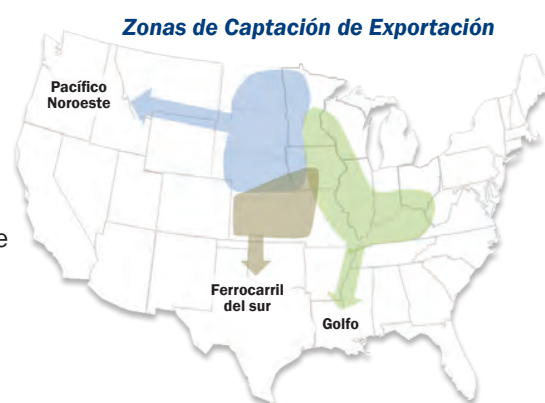 Zonas de Captación de Exportación
Pacífico
Noroeste
e
Ferrocarril
del sur
Golfo